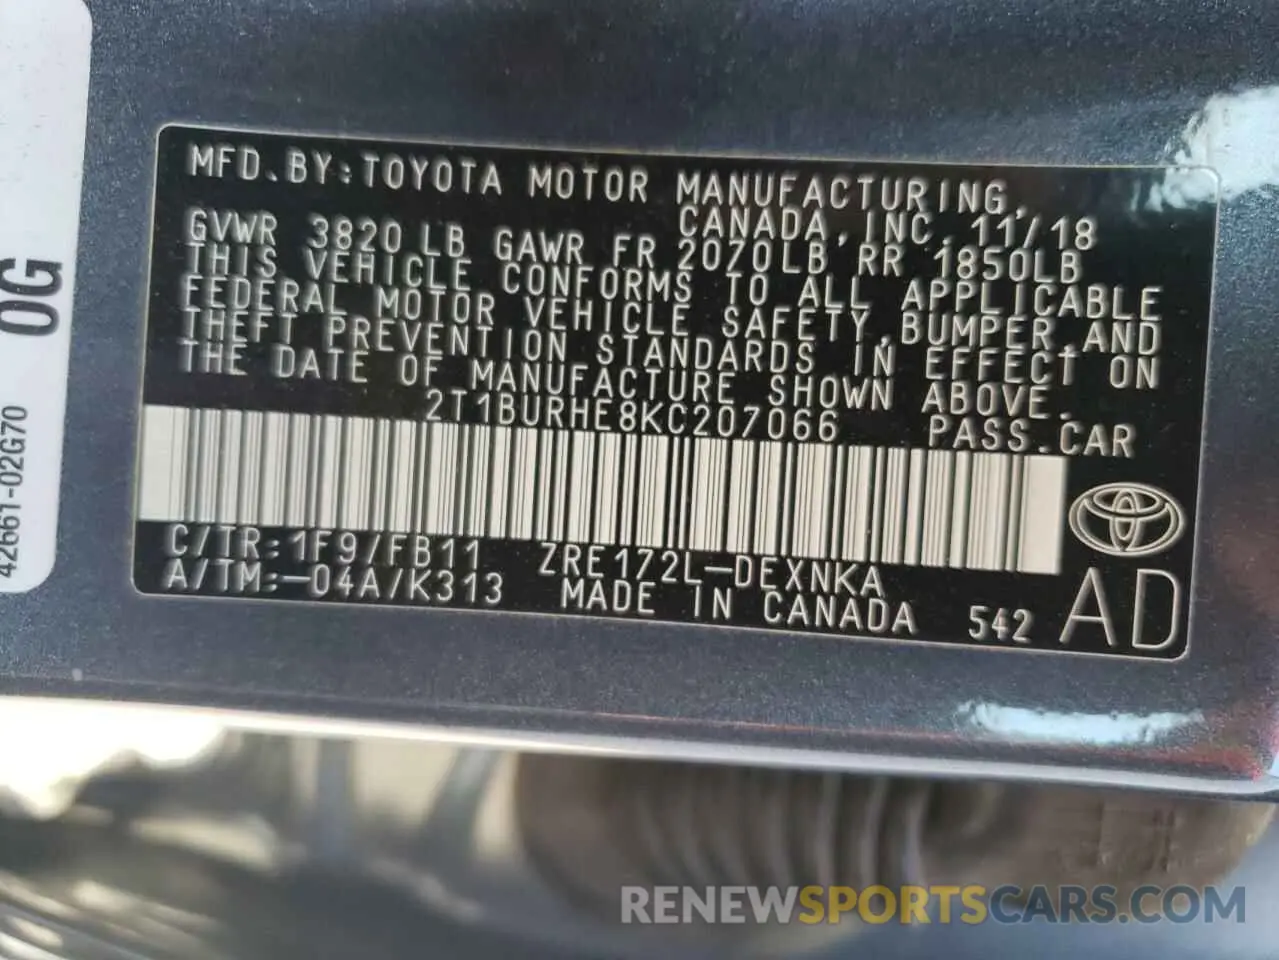 MFD.BY:TOYOTA MOTOR MANUFACTURING,
CANADA, INC. 11/18
GVWR 3820 LB GAWR FR 2070LB RR 1850LB
THIS VEHICLE CONFORMS TO ALL APPLICABLE
FEDERAL MOTOR VEHICLE SAFETY,BUMPER,AND
THEFT PREVENTION STANDARDS IN EFFECT ON
THE DATE OF MANUFACTURE SHOWN ABOVE.
2T1BURHE8KC207066 PASS.CAR
C/TR:1F9/FB11 ZRE172L-DEXNKA
A/TM:-04A/K313 MADE IN CANADA 542 AD
0G
42661-02G70
RENEWSPORTSCARS.COM